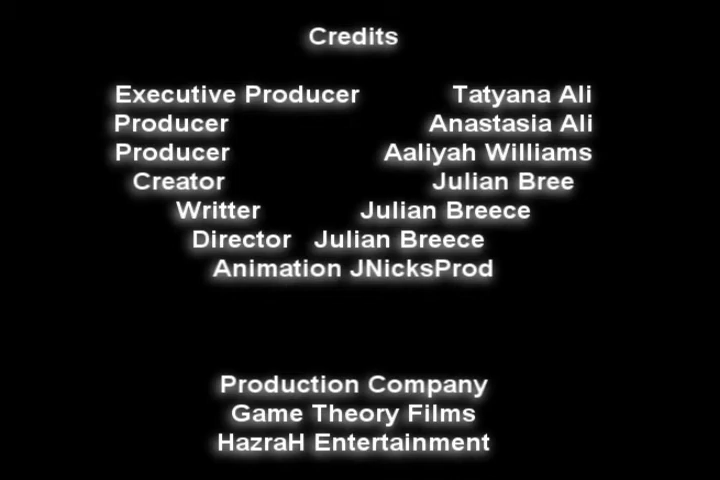 Credits
Executive Producer Tatyana Ali
Producer Anastasia Ali
Producer Aaliyah Williams
Creator Julian Bree
Writter Julian Breece
Director Julian Breece
Animation JNicksProd
Production Company
Game Theory Films
HazraH Entertainment